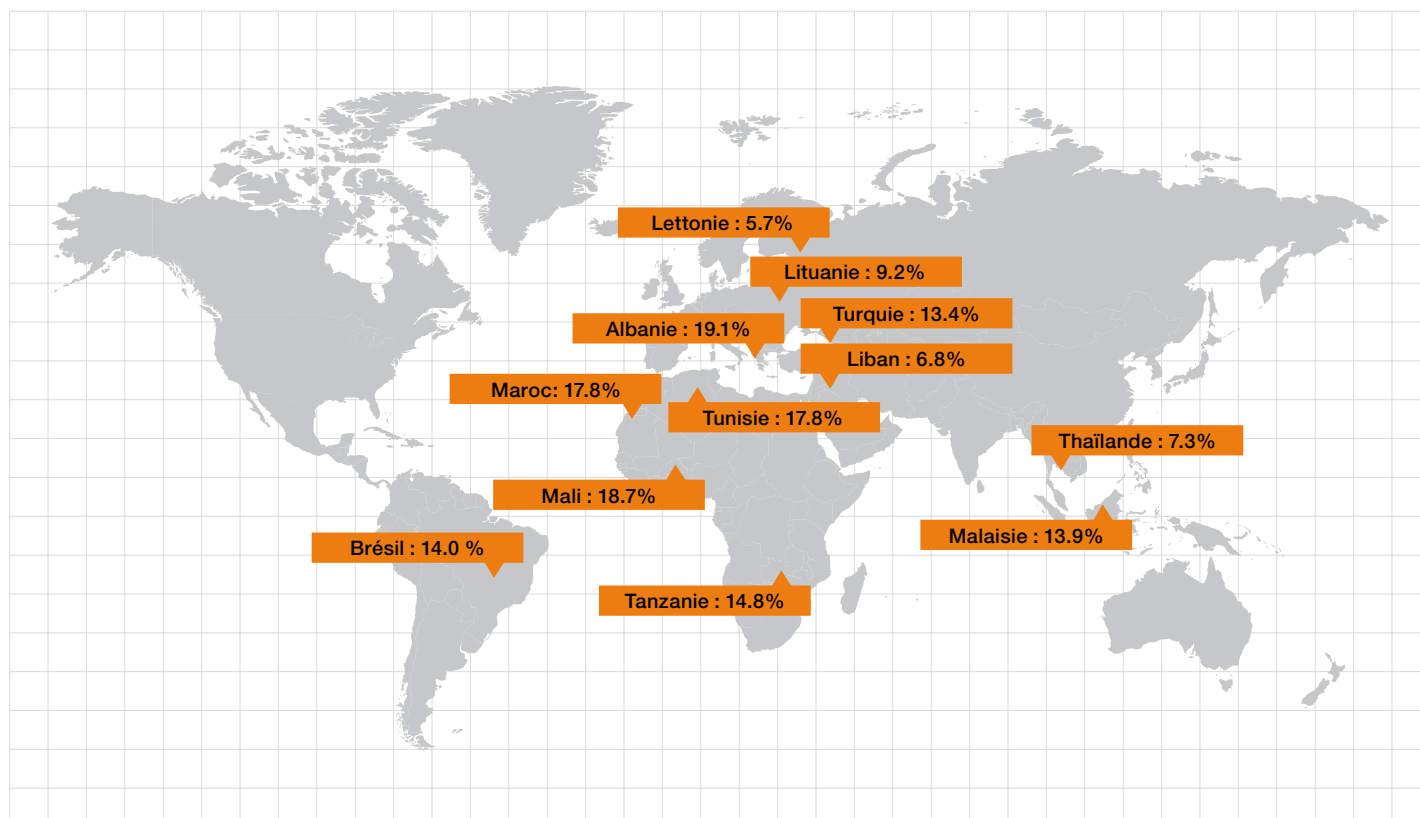 Lettonie : 5.7%
Lituanie : 9.2%
Turquie : 13.4%
Albanie : 19.1%
Liban : 6.8%
Maroc: 17.8%
Tunisie : 17.8%
Thaïlande : 7.3%
Mali : 18.7%
Malaisie : 13.9%
Brésil : 14.0 %
Tanzanie : 14.8%